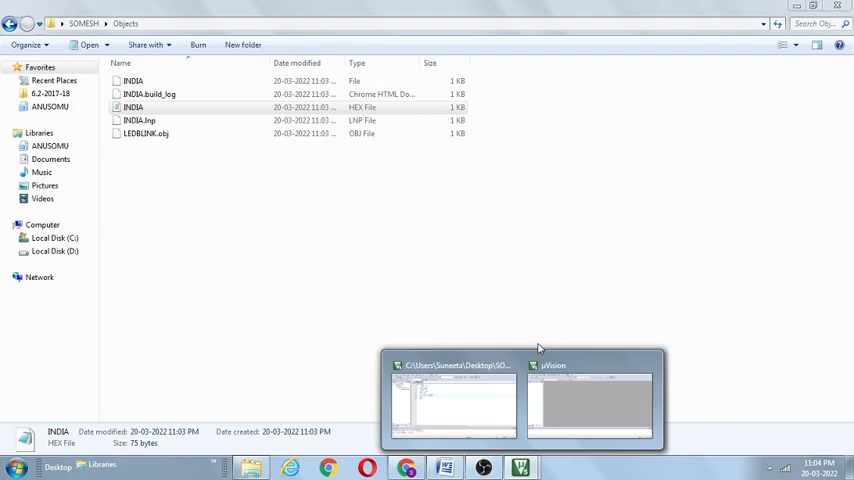 SOMESH ▸ Objects
Search Obj...
Organize
Open
Share with
Burn
New folder
Favorites
Recent Places
6.2-2017-18
ANUSOMU
Libraries
ANUSOMU
Documents
Music
Pictures
Videos
Computer
Local Disk (C:)
Local Disk (D:)
Network
Name Date modified Type Size
INDIA 20-03-2022 11:03 ... File 1 KB
INDIA.build_log 20-03-2022 11:03 ... Chrome HTML Do... 1 KB
INDIA 20-03-2022 11:03 ... HEX File 1 KB
INDIA.lnp 20-03-2022 11:03 ... LNP File 1 KB
LEDBLINK.obj 20-03-2022 11:03 ... OBJ File 1 KB
C:\Users\Suneeta\Desktop\SO...
µVision
INDIA Date modified: 20-03-2022 11:03 PM Date created: 20-03-2022 11:03 PM
HEX File Size: 75 bytes
Desktop
Libraries
11:04 PM
20-03-2022